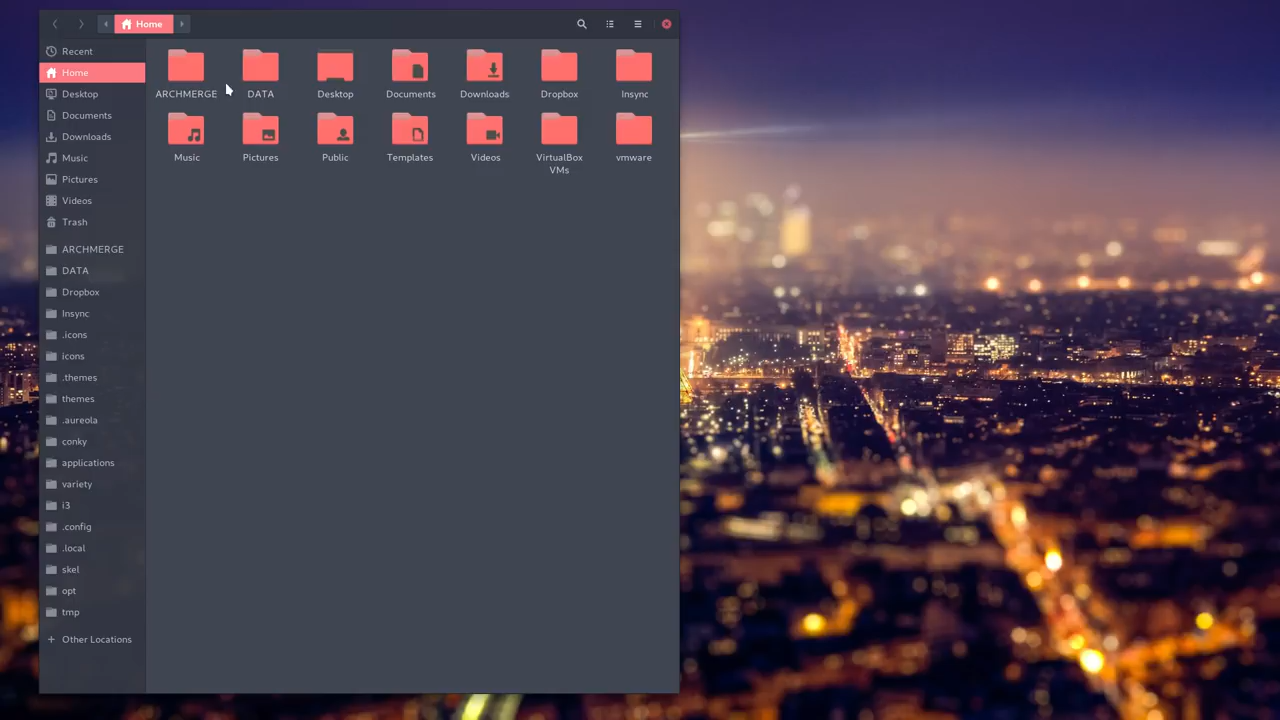 Home
Recent
Home
Desktop
Documents
Downloads
Music
Pictures
Videos
Trash
ARCHMERGE
DATA
Dropbox
Insync
.icons
icons
.themes
themes
.aureola
conky
applications
variety
i3
.config
.local
skel
opt
tmp
Other Locations
ARCHMERGE DATA Desktop Documents Downloads Dropbox Insync
Music Pictures Public Templates Videos VirtualBox VMs vmware